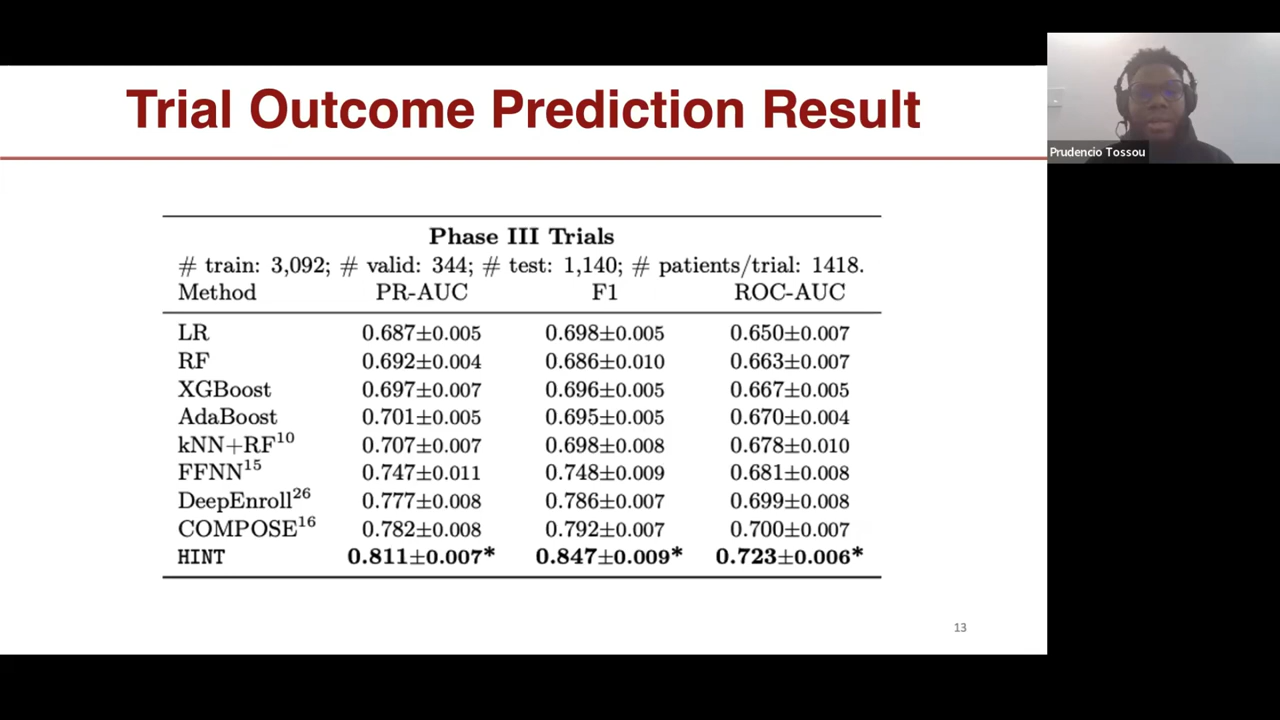 Trial Outcome Prediction Result
Prudencio Tossou
Phase III Trials
# train: 3,092; # valid: 344; # test: 1,140; # patients/trial: 1418.
Method PR-AUC F1 ROC-AUC
LR 0.687±0.005 0.698±0.005 0.650±0.007
RF 0.692±0.004 0.686±0.010 0.663±0.007
XGBoost 0.697±0.007 0.696±0.005 0.667±0.005
AdaBoost 0.701±0.005 0.695±0.005 0.670±0.004
kNN+RF10 0.707±0.007 0.698±0.008 0.678±0.010
FFNN15 0.747±0.011 0.748±0.009 0.681±0.008
DeepEnroll26 0.777±0.008 0.786±0.007 0.699±0.008
COMPOSE16 0.782±0.008 0.792±0.007 0.700±0.007
HINT 0.811±0.007* 0.847±0.009* 0.723±0.006*
13